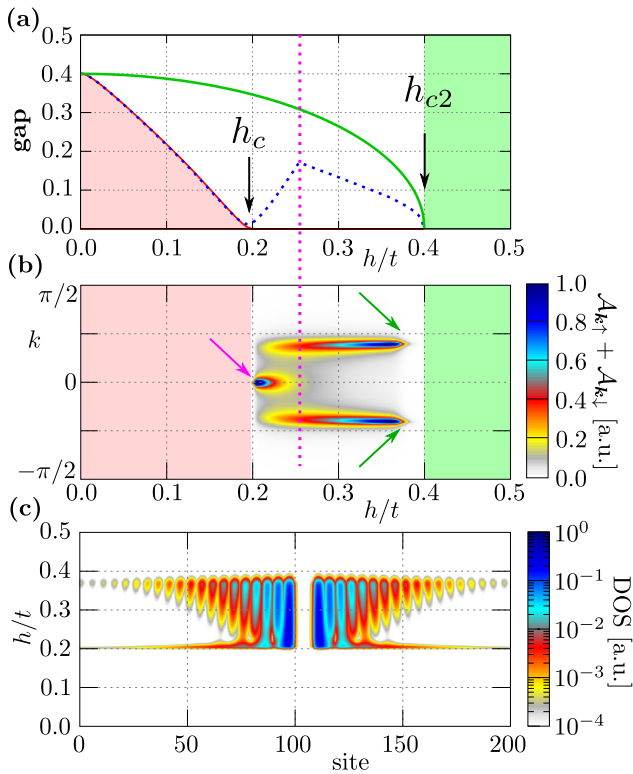 (a)
0.5
0.4
0.3
0.2
0.1
0.0
gap
h_c
h_{c2}
0.0 0.1 0.2 0.3 0.4 0.5
h/t
(b)
π/2
k
0
−π/2
0.0 0.1 0.2 0.3 0.4 0.5
h/t
1.0
0.8
0.6
0.4
0.2
0.0
𝒜_{k↑} + 𝒜_{k↓} [a.u.]
(c)
0.5
0.4
0.3
0.2
0.1
0.0
h/t
0 50 100 150 200
site
10^0
10^{−1}
10^{−2}
10^{−3}
10^{−4}
DOS [a.u.]